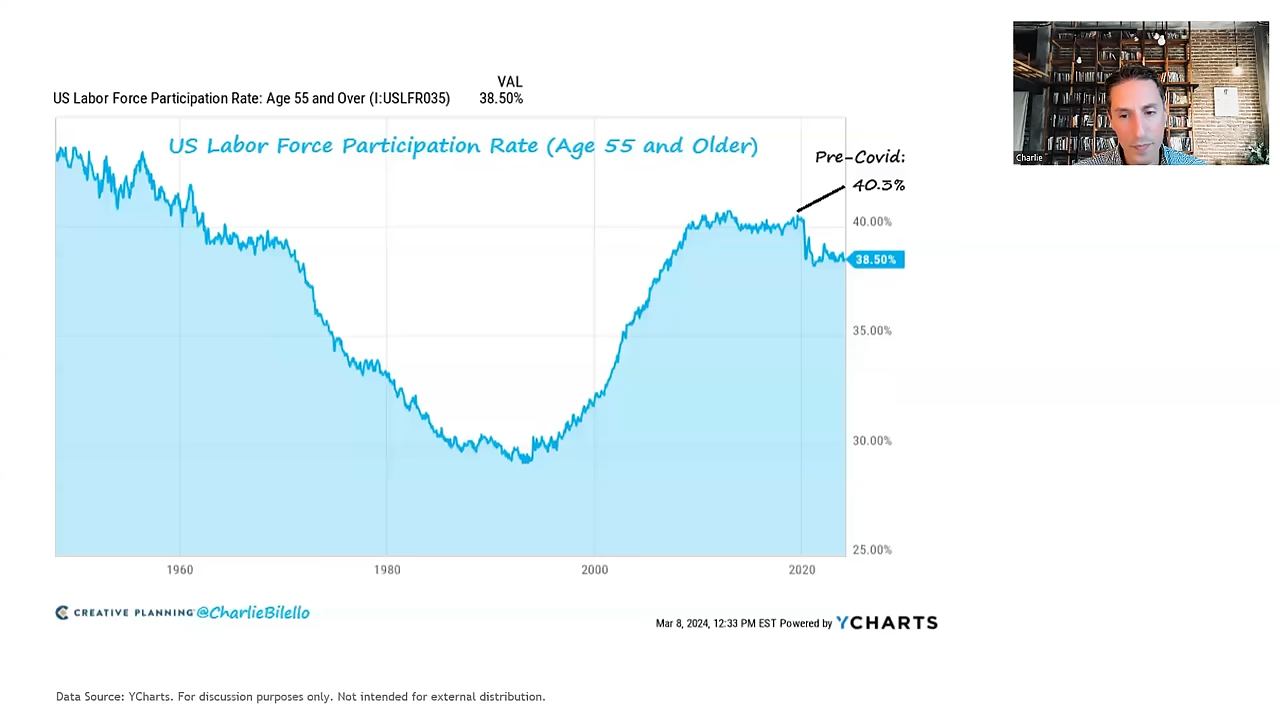 VAL
US Labor Force Participation Rate: Age 55 and Over (I:USLFR035) 38.50%
US Labor Force Participation Rate (Age 55 and Older)
Pre-Covid:
40.3%
40.00%
38.50%
35.00%
30.00%
25.00%
1960 1980 2000 2020
CREATIVE PLANNING @CharlieBilello
Mar 8, 2024, 12:33 PM EST Powered by YCHARTS
Data Source: YCharts. For discussion purposes only. Not intended for external distribution.
Charlie